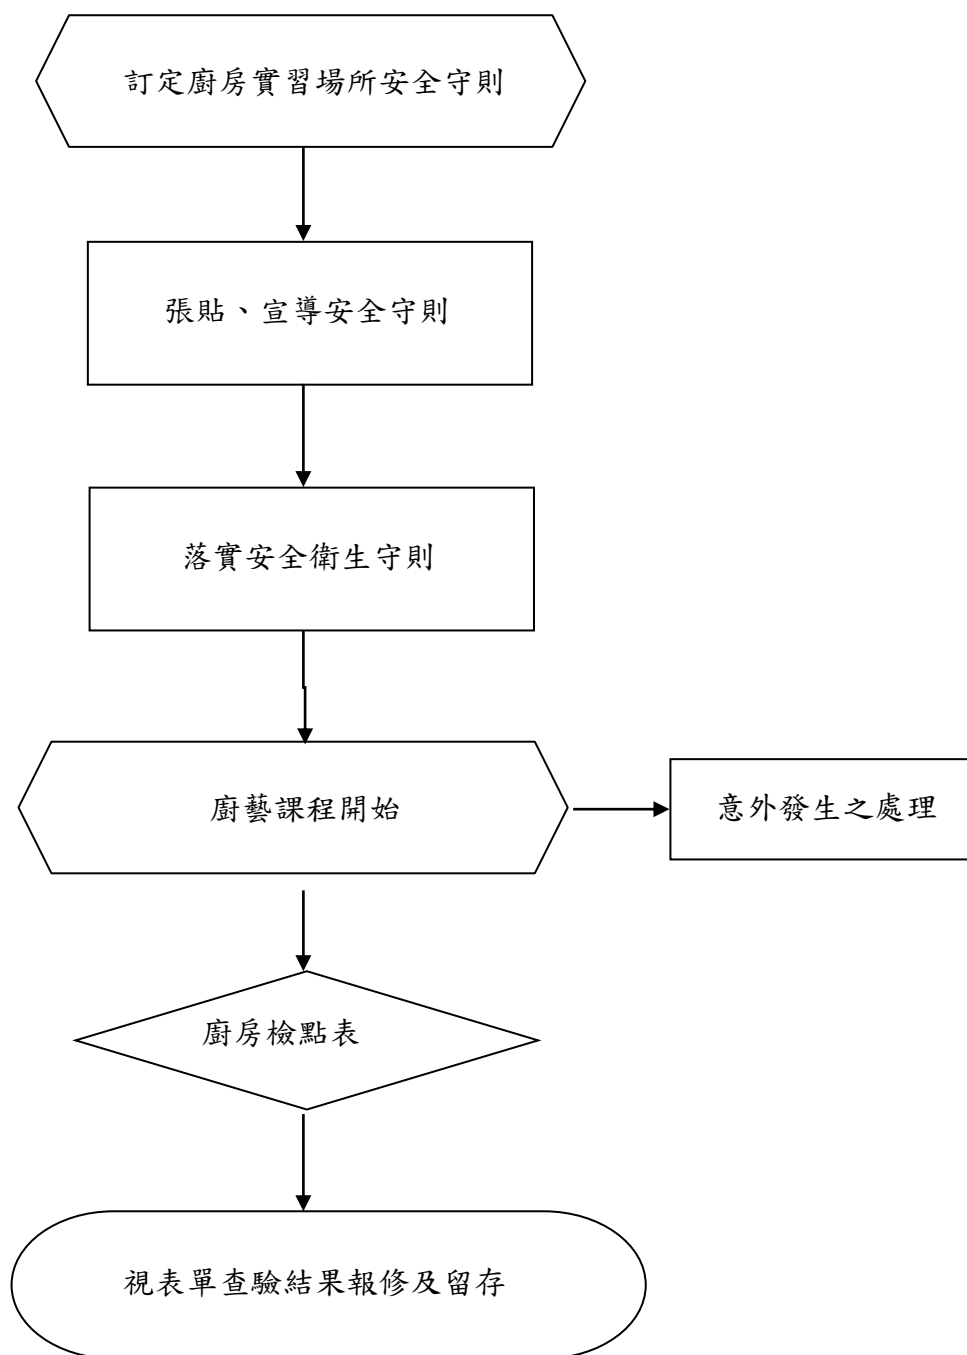 訂定廚房實習場所安全守則
張貼、宣導安全守則
落實安全衛生守則
廚藝課程開始
意外發生之處理
廚房檢點表
視表單查驗結果報修及留存